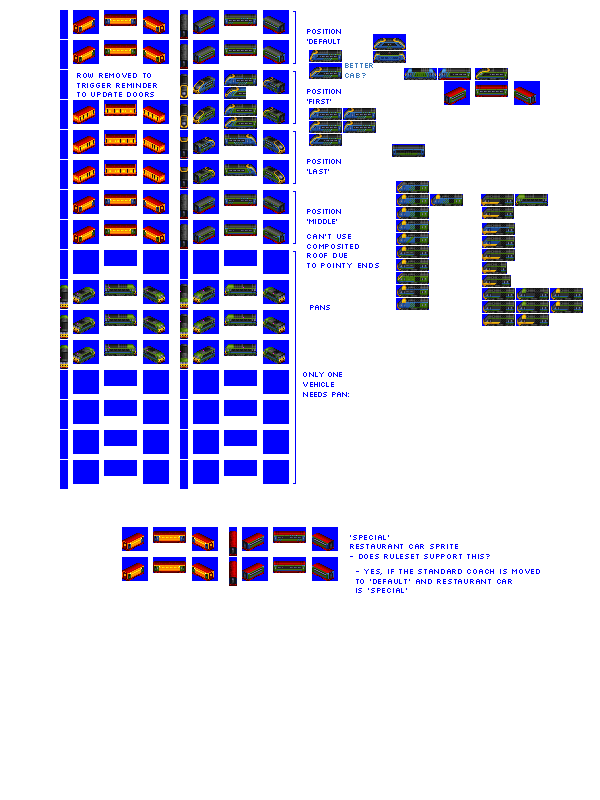 POSITION
'DEFAULT
BETTER
CAB?
ROW REMOVED TO
TRIGGER REMINDER
TO UPDATE DOORS
POSITION
'FIRST'
POSITION
'LAST'
POSITION
'MIDDLE'
CAN'T USE
COMPOSITED
ROOF DUE
TO POINTY ENDS
PANS
ONLY ONE
VEHICLE
NEEDS PAN:
'SPECIAL'
RESTAURANT CAR SPRITE
- DOES RULESET SUPPORT THIS?
- YES, IF THE STANDARD COACH IS MOVED
TO 'DEFAULT' AND RESTAURANT CAR
IS 'SPECIAL'